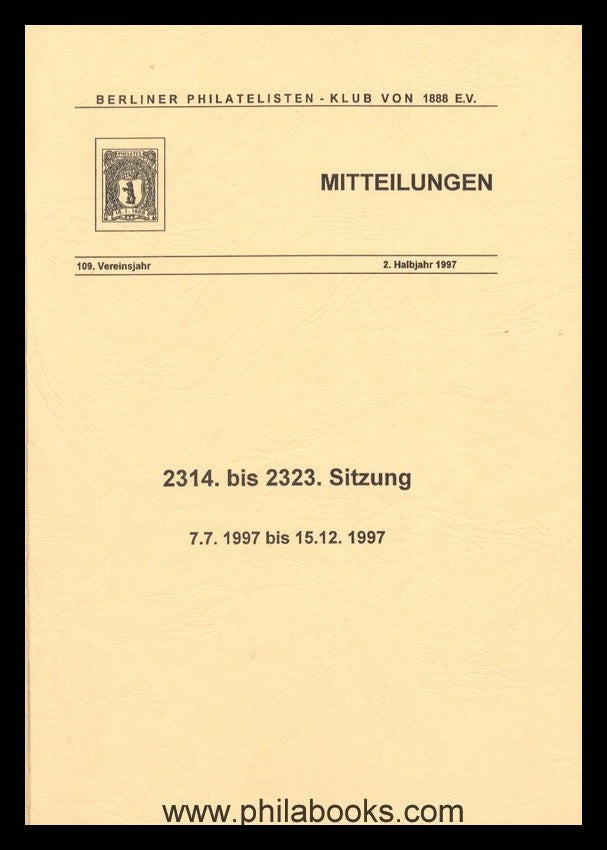 BERLINER PHILATELISTEN - KLUB VON 1888 E.V.
MITTEILUNGEN
109. Vereinsjahr 2. Halbjahr 1997
2314. bis 2323. Sitzung
7.7. 1997 bis 15.12. 1997
www.philabooks.com